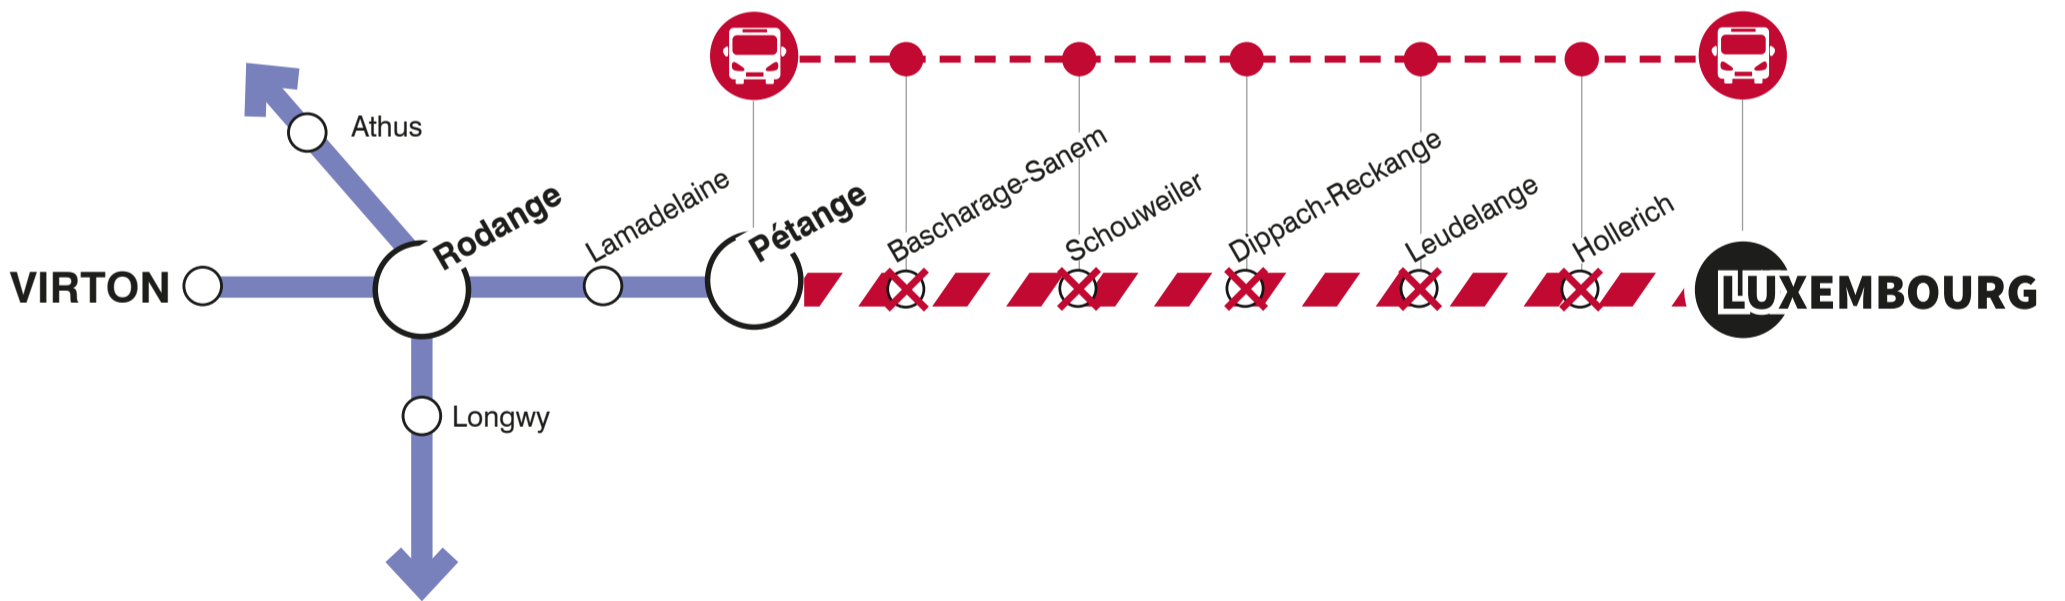 Athus
VIRTON
Rodange
Lamadelaine
Pétange
Bascharage-Sanem
Schouweiler
Dippach-Reckange
Leudelange
Hollerich
LUXEMBOURG
Longwy